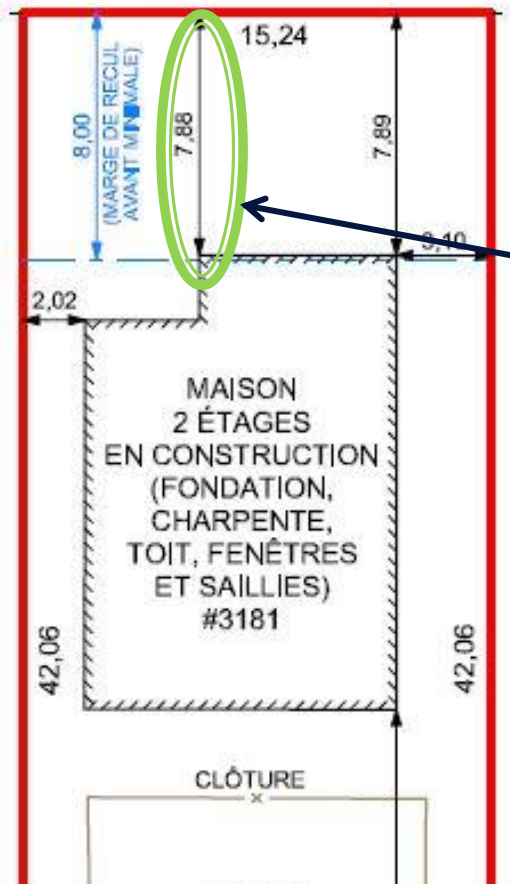 15,24
8,00
(MARGE DE RECUL
AVANT MINIMALE)
7,88
7,89
3,10
2,02
MAISON
2 ÉTAGES
EN CONSTRUCTION
(FONDATION,
CHARPENTE,
TOIT, FENÊTRES
ET SAILLIES)
#3181
42,06
42,06
CLÔTURE